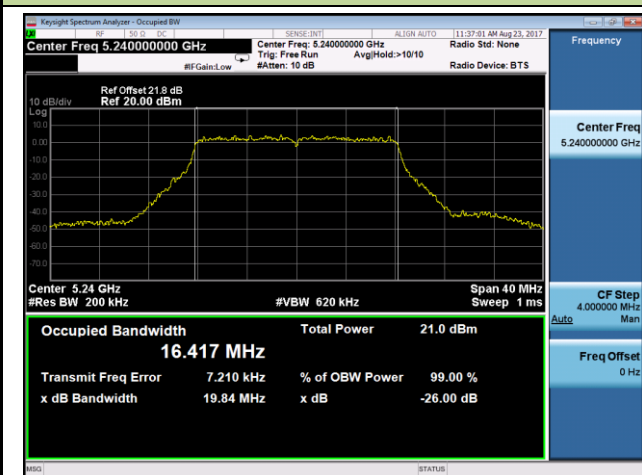 Keysight Spectrum Analyzer - Occupied BW
RF 50 Ω DC SENSE:INT ALIGN AUTO 11:37:01 AM Aug 23, 2017
Center Freq 5.240000000 GHz
Center Freq: 5.240000000 GHz Radio Std: None
Trig: Free Run Avg|Hold:>10/10
#IFGain:Low #Atten: 10 dB Radio Device: BTS
Frequency
Ref Offset 21.8 dB
10 dB/div Ref 20.00 dBm
Log
10.0
0.00
-10.0
-20.0
-30.0
-40.0
-50.0
-60.0
-70.0
Center Freq
5.240000000 GHz
Center 5.24 GHz Span 40 MHz
#Res BW 200 kHz #VBW 620 kHz Sweep 1 ms
CF Step
4.000000 MHz
Auto Man
Occupied Bandwidth Total Power 21.0 dBm
16.417 MHz
Transmit Freq Error 7.210 kHz % of OBW Power 99.00 %
x dB Bandwidth 19.84 MHz x dB -26.00 dB
Freq Offset
0 Hz
MSG STATUS